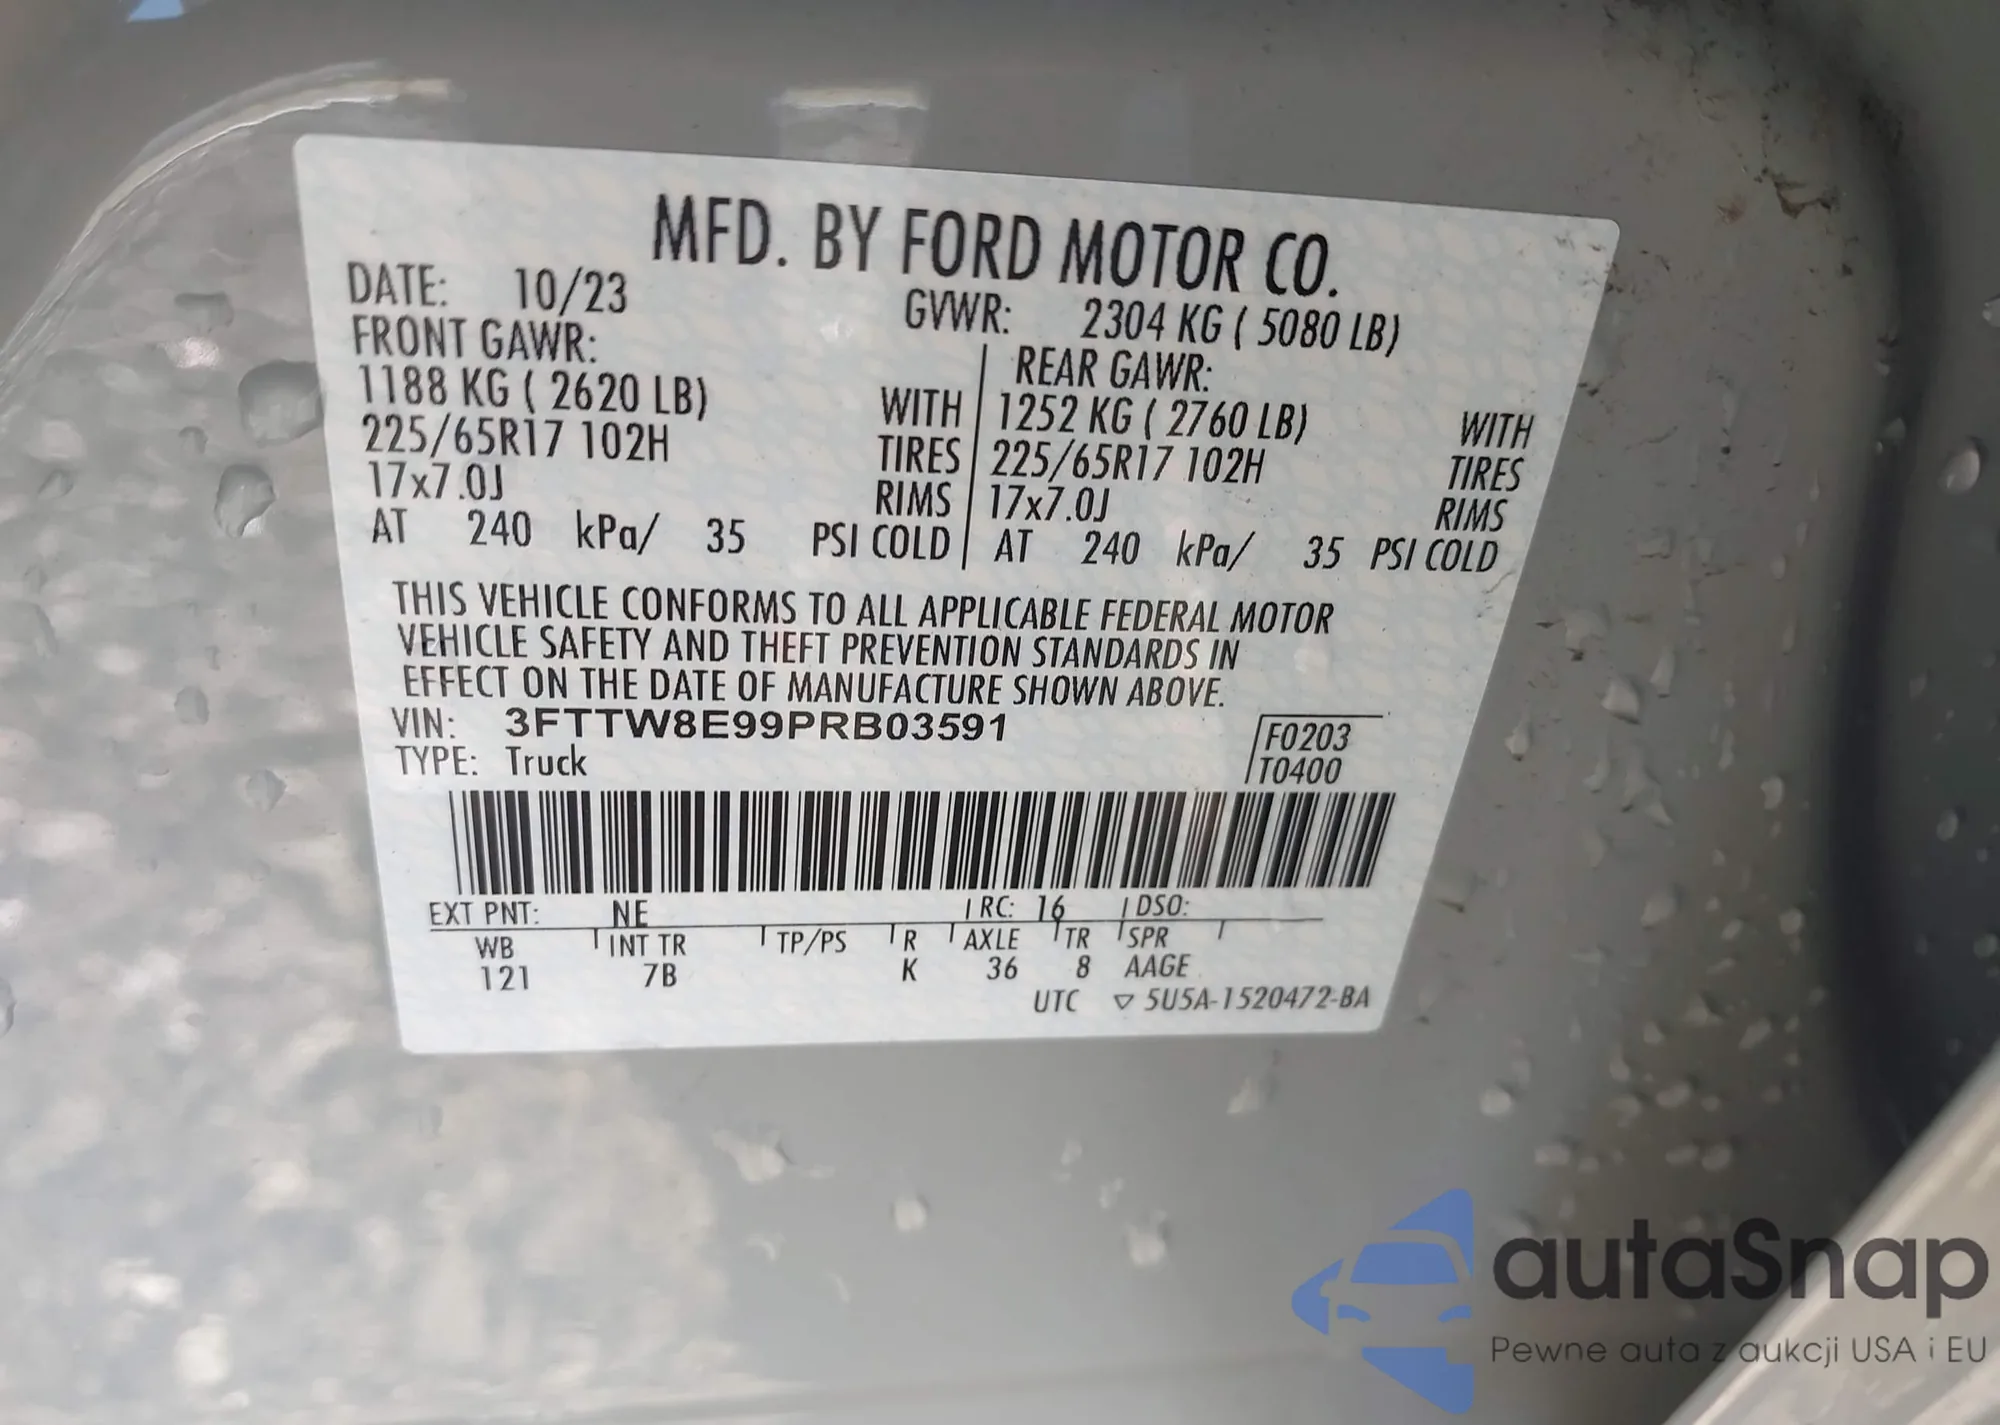 MFD. BY FORD MOTOR CO.
DATE: 10/23 GVWR: 2304 KG ( 5080 LB)
FRONT GAWR: REAR GAWR:
1188 KG ( 2620 LB) WITH 1252 KG ( 2760 LB) WITH
225/65R17 102H TIRES 225/65R17 102H TIRES
17x7.0J RIMS 17x7.0J RIMS
AT 240 kPa/ 35 PSI COLD AT 240 kPa/ 35 PSI COLD
THIS VEHICLE CONFORMS TO ALL APPLICABLE FEDERAL MOTOR
VEHICLE SAFETY AND THEFT PREVENTION STANDARDS IN
EFFECT ON THE DATE OF MANUFACTURE SHOWN ABOVE.
VIN: 3FTTW8E99PRB03591
TYPE: Truck
F0203
T0400
EXT PNT: NE RC: 16 DSO:
WB INT TR TP/PS R AXLE TR SPR
121 7B K 36 8 AAGE
UTC ▽ 5U5A-1520472-BA
autaSnap
Pewne auta z aukcji USA i EU